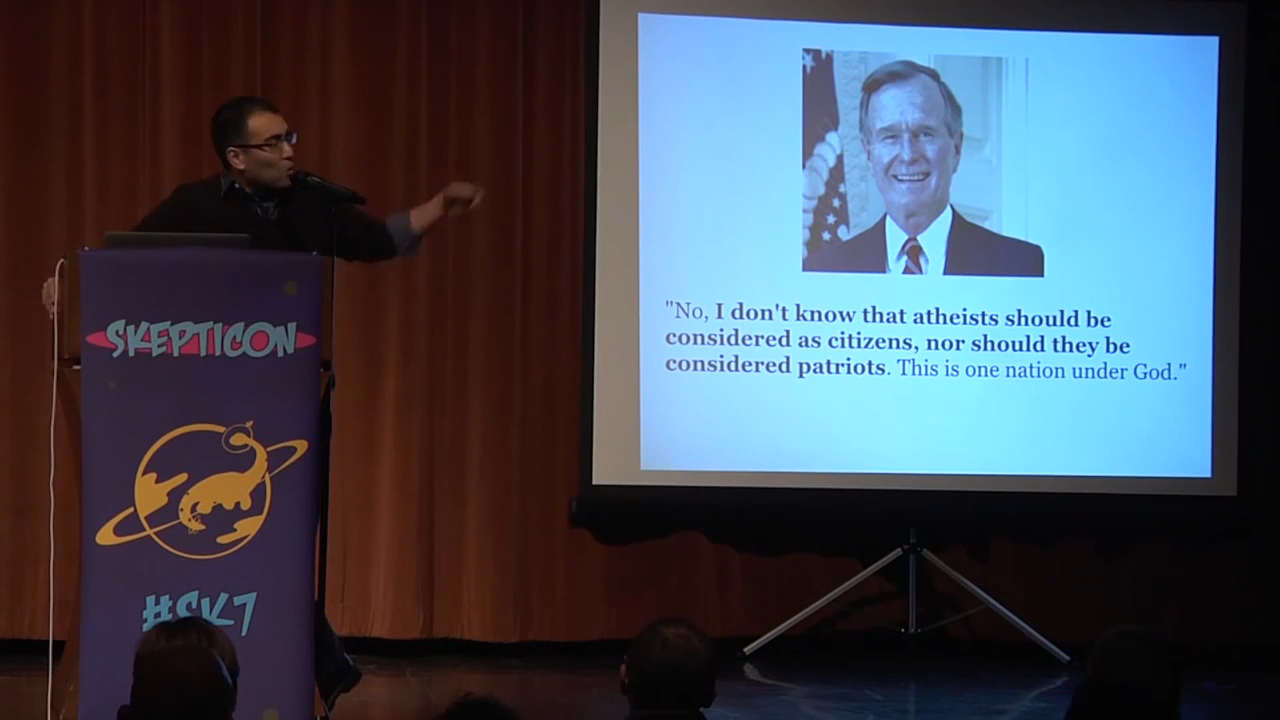 SKEPTICON
#SK7
"No, I don't know that atheists should be
considered as citizens, nor should they be
considered patriots. This is one nation under God."